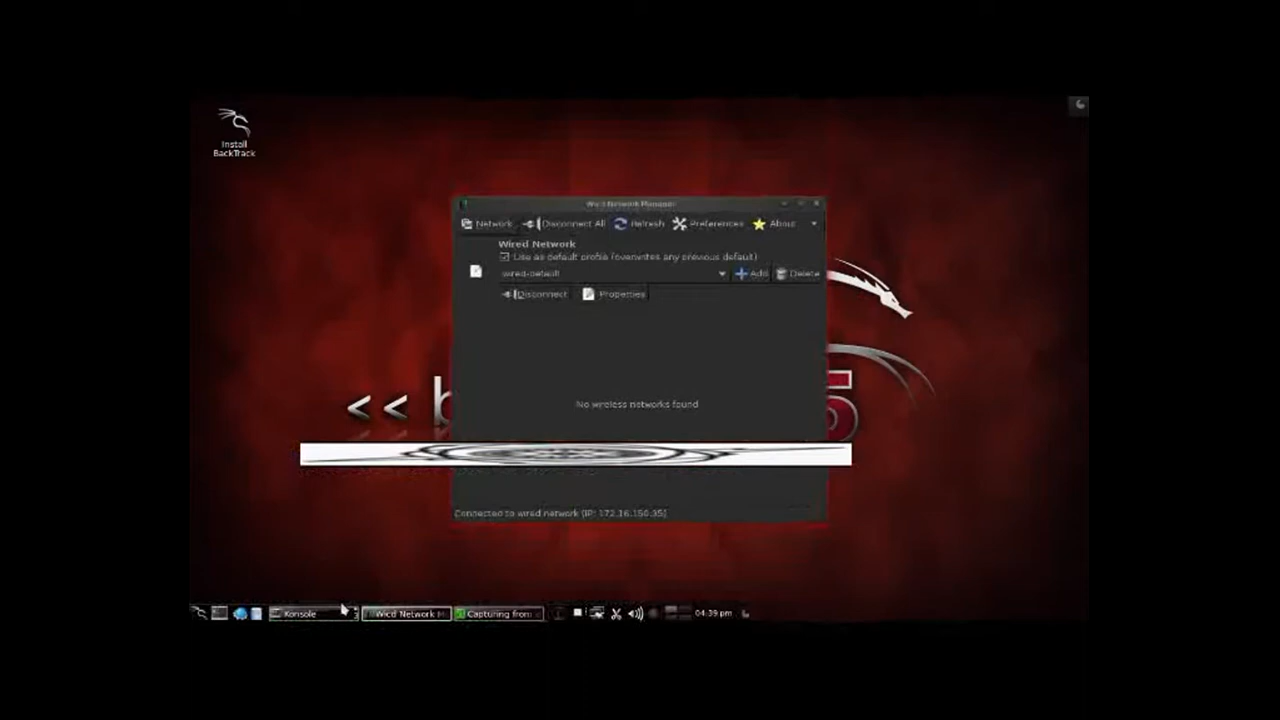 Install
BackTrack
Wicd Network Manager
Network Disconnect All Refresh Preferences About
Wired Network
Use as default profile (overwrites any previous default)
wired-default Add Delete
Disconnect Properties
<< b 5
No wireless networks found
Connected to wired network (IP: 172.16.150.35)
Konsole Wicd Network M Capturing from 04:39 pm